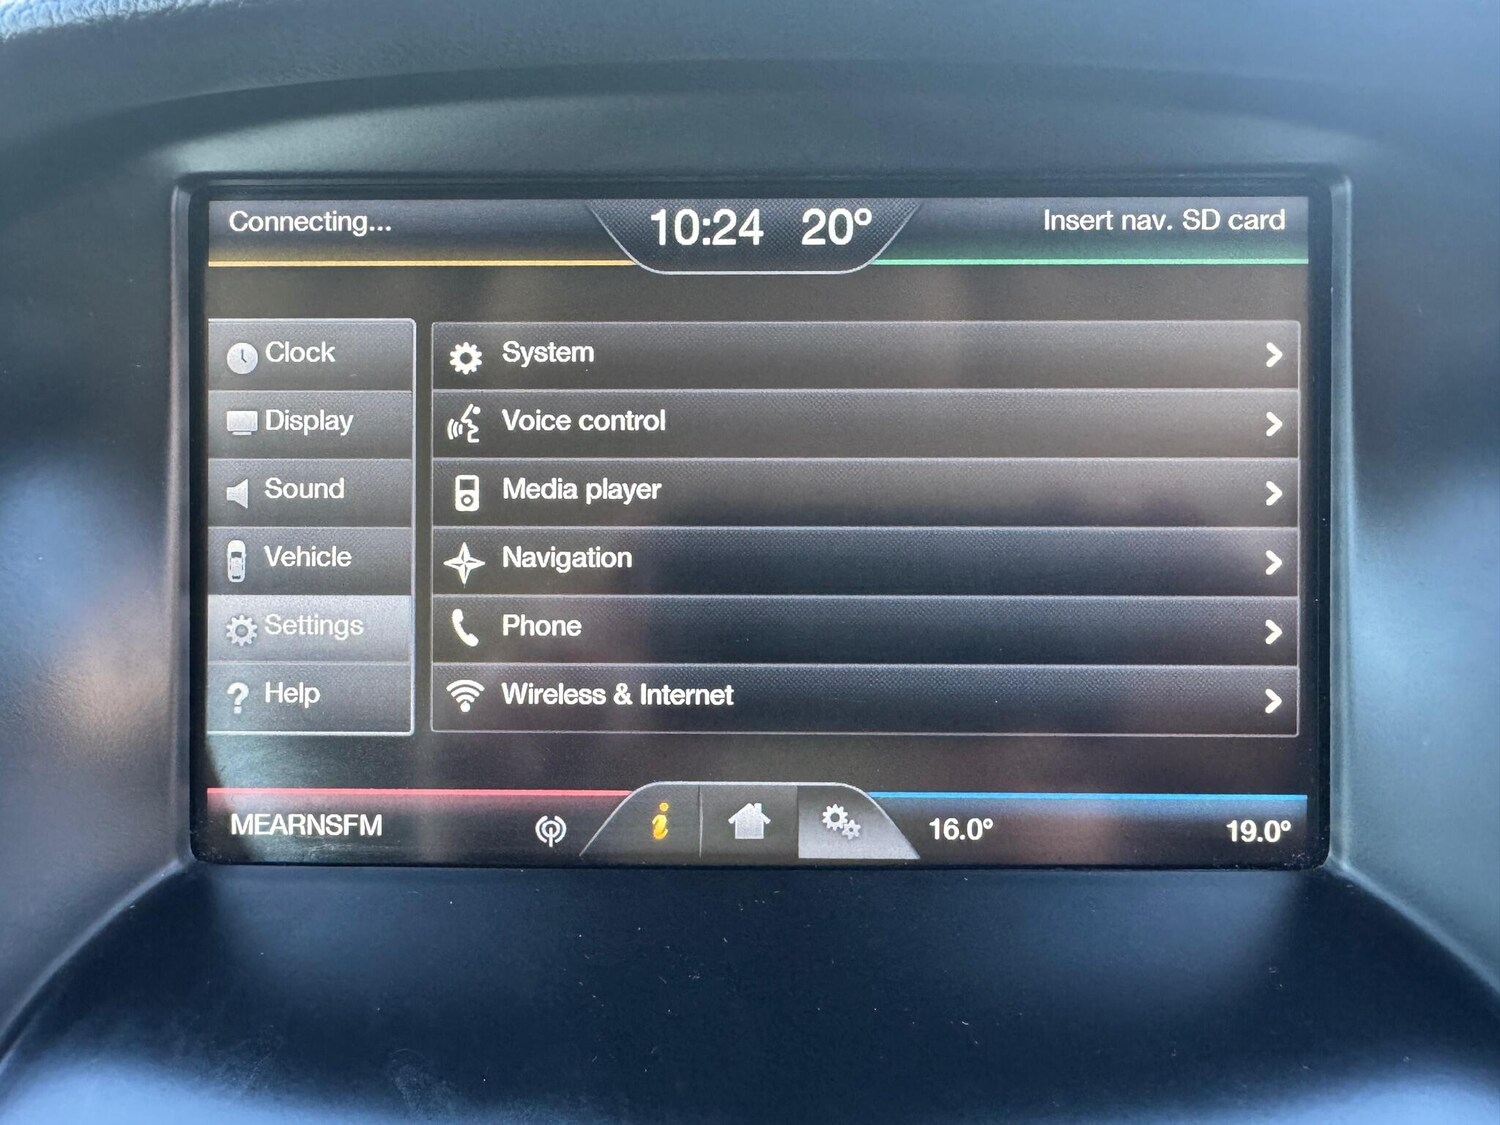 Connecting...
10:24 20°
Insert nav. SD card
Clock
Display
Sound
Vehicle
Settings
Help
System
Voice control
Media player
Navigation
Phone
Wireless & Internet
MEARNSFM
16.0°
19.0°